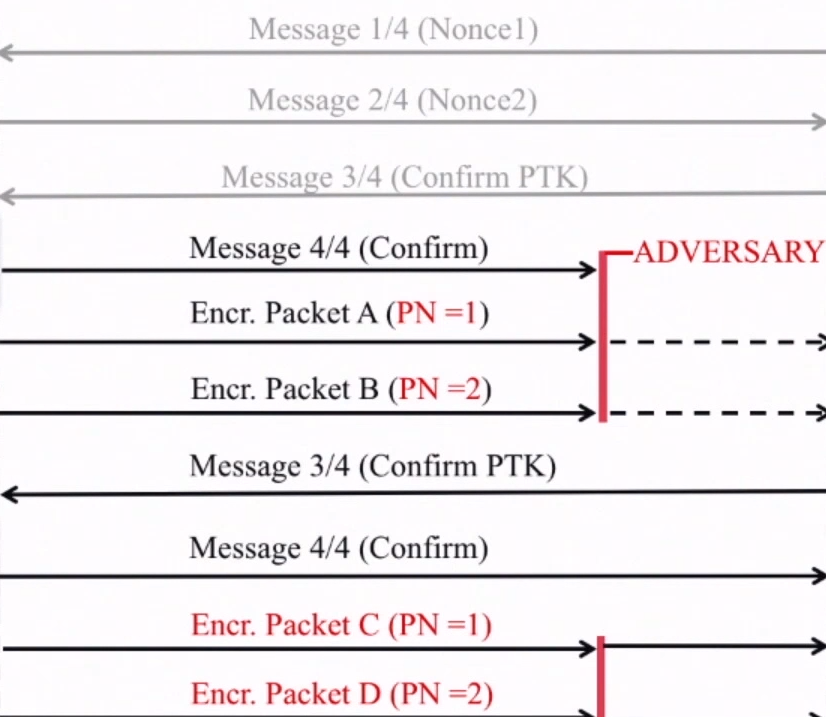 Message 1/4 (Nonce1)
Message 2/4 (Nonce2)
Message 3/4 (Confirm PTK)
Message 4/4 (Confirm)
ADVERSARY
Encr. Packet A (PN =1)
Encr. Packet B (PN =2)
Message 3/4 (Confirm PTK)
Message 4/4 (Confirm)
Encr. Packet C (PN =1)
Encr. Packet D (PN =2)